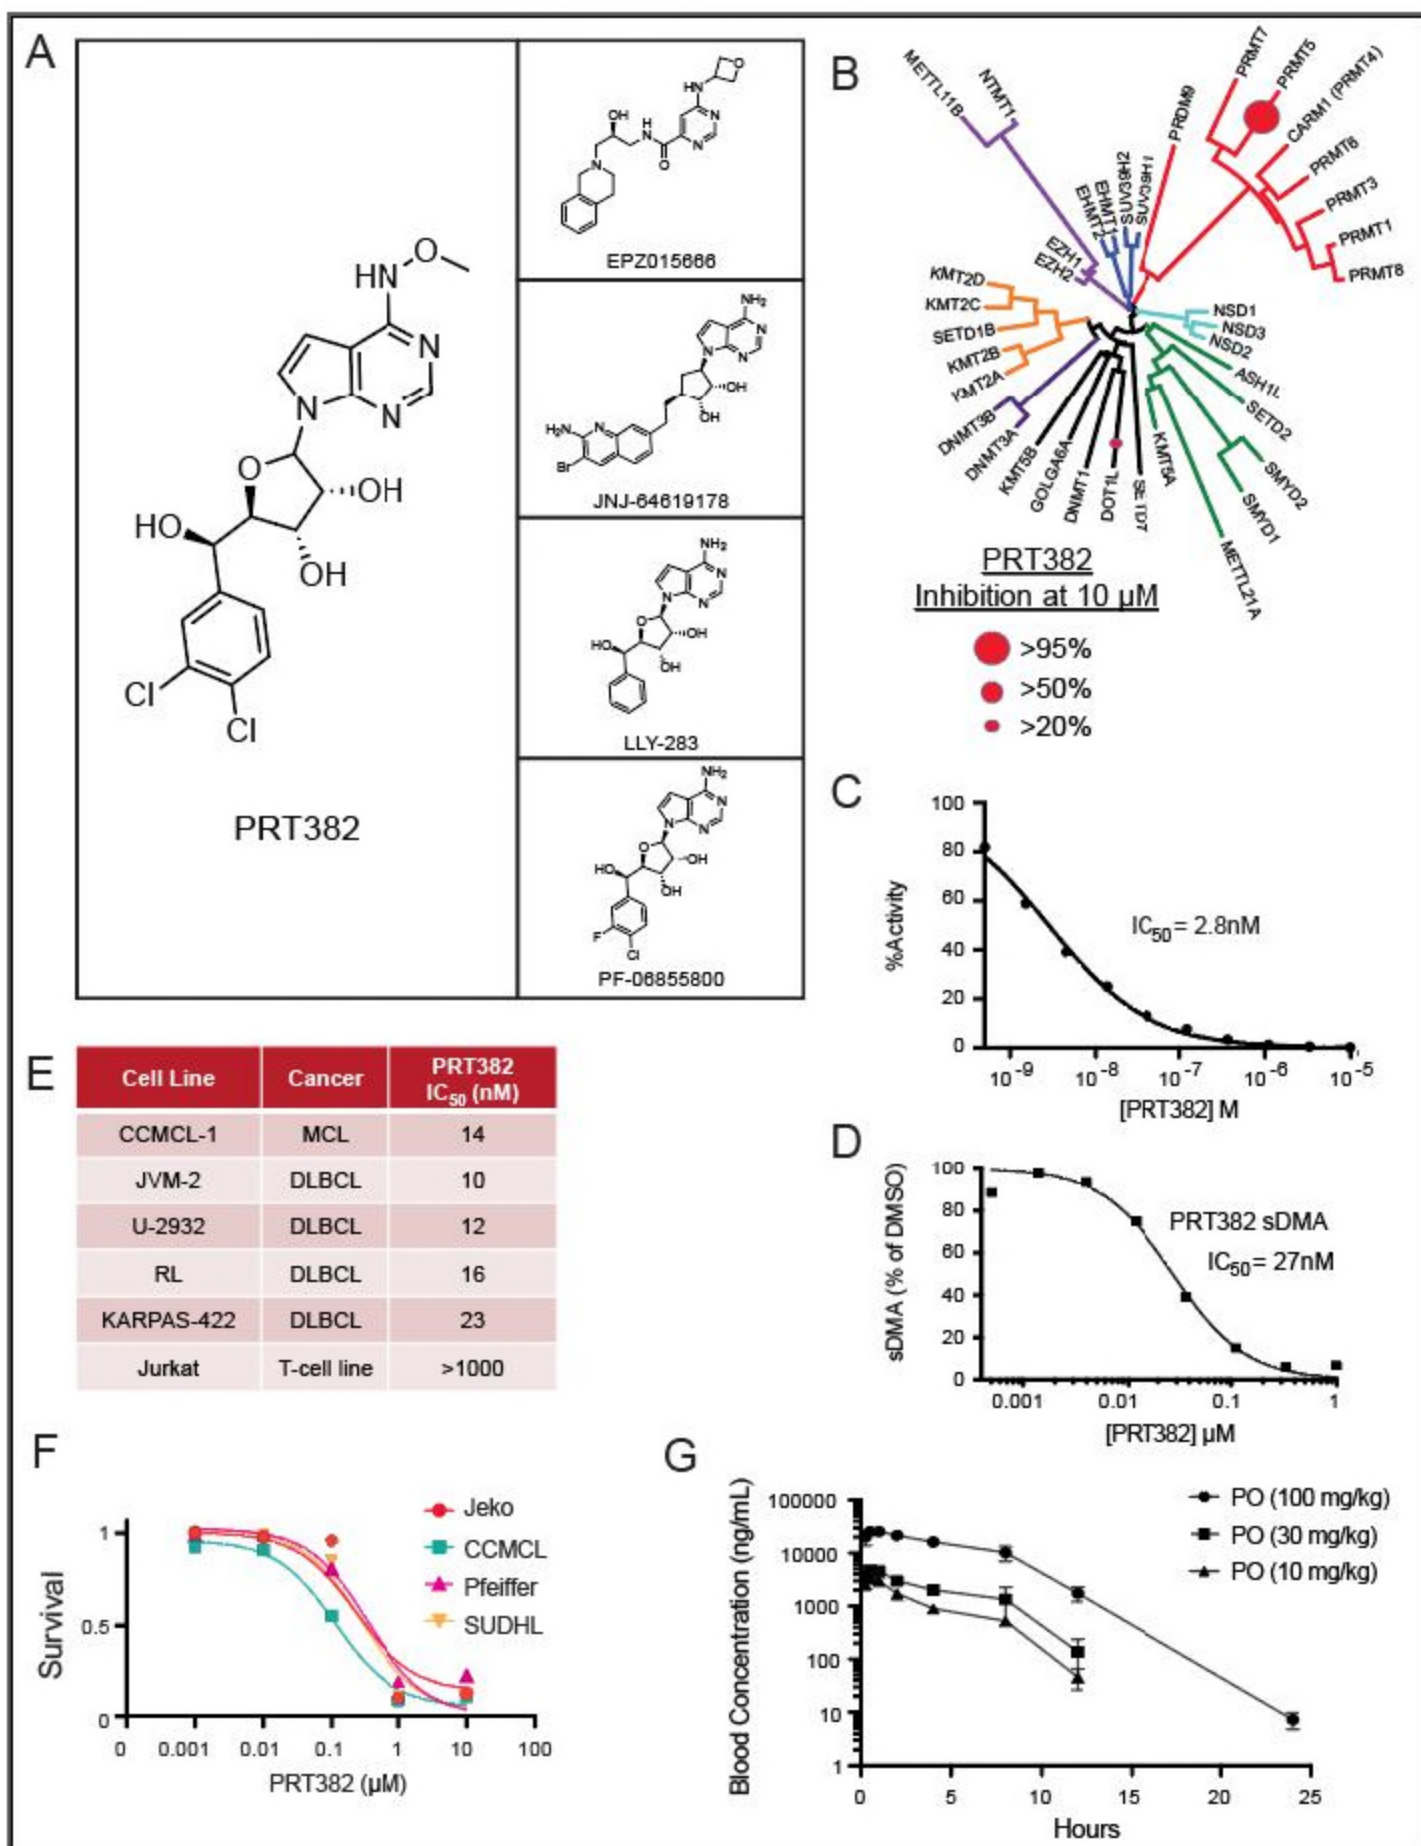 A
HN
O
N
N
N
O
HO
OH
OH
Cl
Cl
PRT382
O
HN
OH
H
N
N
N
N
O
EPZ015666
NH₂
N
N
N
OH
OH
H₂N
N
Br
JNJ-64619178
NH₂
N
N
N
O
HO
OH
OH
LLY-283
NH₂
N
N
N
O
HO
OH
OH
F
Cl
PF-06855800
B
METTL11B
NTMT1
PRDM9
PRMT7
PRMT5
CARM1 (PRMT4)
PRMT6
PRMT3
PRMT1
PRMT8
EHMT2
EHMT1
SUV39H2
SUV39H1
EZH1
EZH2
KMT2D
KMT2C
SETD1B
KMT2B
KMT2A
DNMT3B
DNMT3A
KMT5B
GOLGA6A
DNMT1
DOT1L
SETD7
KMT5A
METTL21A
SMYD1
SMYD2
SETD2
ASH1L
NSD2
NSD3
NSD1
PRT382
Inhibition at 10 µM
>95%
>50%
>20%
C
%Activity
100
80
60
40
20
0
IC₅₀= 2.8nM
10⁻⁹ 10⁻⁸ 10⁻⁷ 10⁻⁶ 10⁻⁵
[PRT382] M
D
sDMA (% of DMSO)
100
80
60
40
20
0
PRT382 sDMA
IC₅₀= 27nM
0.001 0.01 0.1 1
[PRT382] µM
E
Cell Line Cancer PRT382
IC₅₀ (nM)
CCMCL-1 MCL 14
JVM-2 DLBCL 10
U-2932 DLBCL 12
RL DLBCL 16
KARPAS-422 DLBCL 23
Jurkat T-cell line >1000
F
Survival
1
0.5
0
Jeko
CCMCL
Pfeiffer
SUDHL
0 0.001 0.01 0.1 1 10 100
PRT382 (µM)
G
Blood Concentration (ng/mL)
100000
10000
1000
100
10
1
PO (100 mg/kg)
PO (30 mg/kg)
PO (10 mg/kg)
0 5 10 15 20 25
Hours